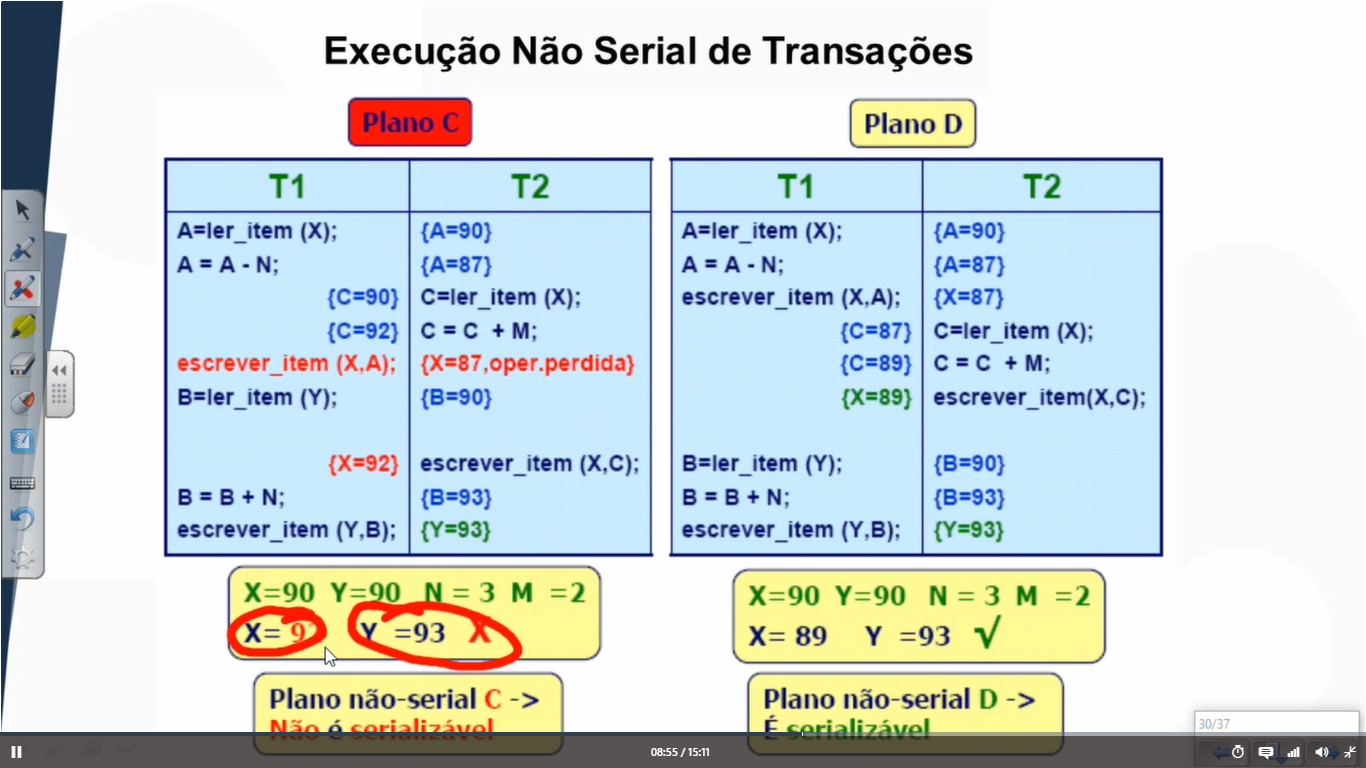 Execução Não Serial de Transações
Plano C
T1 T2
A=ler_item (X); {A=90}
A = A - N; {A=87}
{C=90} C=ler_item (X);
{C=92} C = C + M;
escrever_item (X,A); {X=87,oper.perdida}
B=ler_item (Y); {B=90}
{X=92} escrever_item (X,C);
B = B + N; {B=93}
escrever_item (Y,B); {Y=93}
X=90 Y=90 N = 3 M =2
X= Y =93 X
Plano não-serial C ->
Não é serializável
Plano D
T1 T2
A=ler_item (X); {A=90}
A = A - N; {A=87}
escrever_item (X,A); {X=87}
{C=87} C=ler_item (X);
{C=89} C = C + M;
{X=89} escrever_item(X,C);
B=ler_item (Y); {B=90}
B = B + N; {B=93}
escrever_item (Y,B); {Y=93}
X=90 Y=90 N = 3 M =2
X= 89 Y =93 √
Plano não-serial D ->
É serializável
30/37
08:55 / 15:11